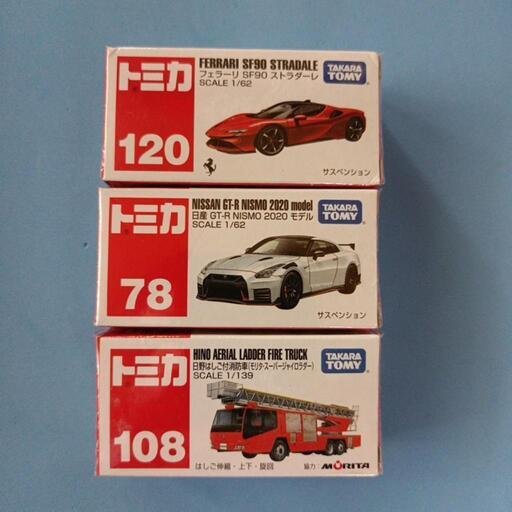 トミカ
120
FERRARI SF90 STRADALE
フェラーリ SF90 ストラダーレ
SCALE 1/62
TAKARA
TOMY
サスペンション
トミカ
78
NISSAN GT-R NISMO 2020 model
日産 GT-R NISMO 2020 モデル
SCALE 1/62
TAKARA
TOMY
サスペンション
トミカ
108
HINO AERIAL LADDER FIRE TRUCK
日野はしご付消防車(モリタ・スーパージャイロラダー)
SCALE 1/139
TAKARA
TOMY
はしご伸縮・上下・旋回
協力: MORITA